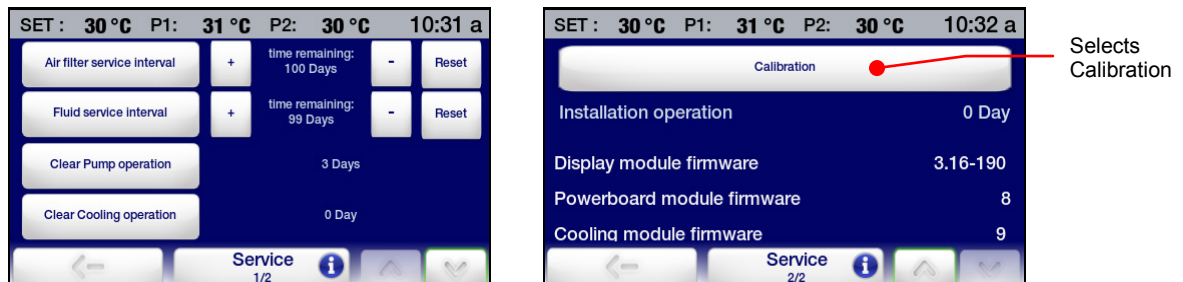 SET : 30 °C P1: 31 °C P2: 30 °C 10:31 a
Air filter service interval + time remaining: 100 Days - Reset
Fluid service interval + time remaining: 99 Days - Reset
Clear Pump operation 3 Days
Clear Cooling operation 0 Day
Service
1/2
SET : 30 °C P1: 31 °C P2: 30 °C 10:32 a
Calibration
Installation operation 0 Day
Display module firmware 3.16-190
Powerboard module firmware 8
Cooling module firmware 9
Service
2/2
Selects
Calibration